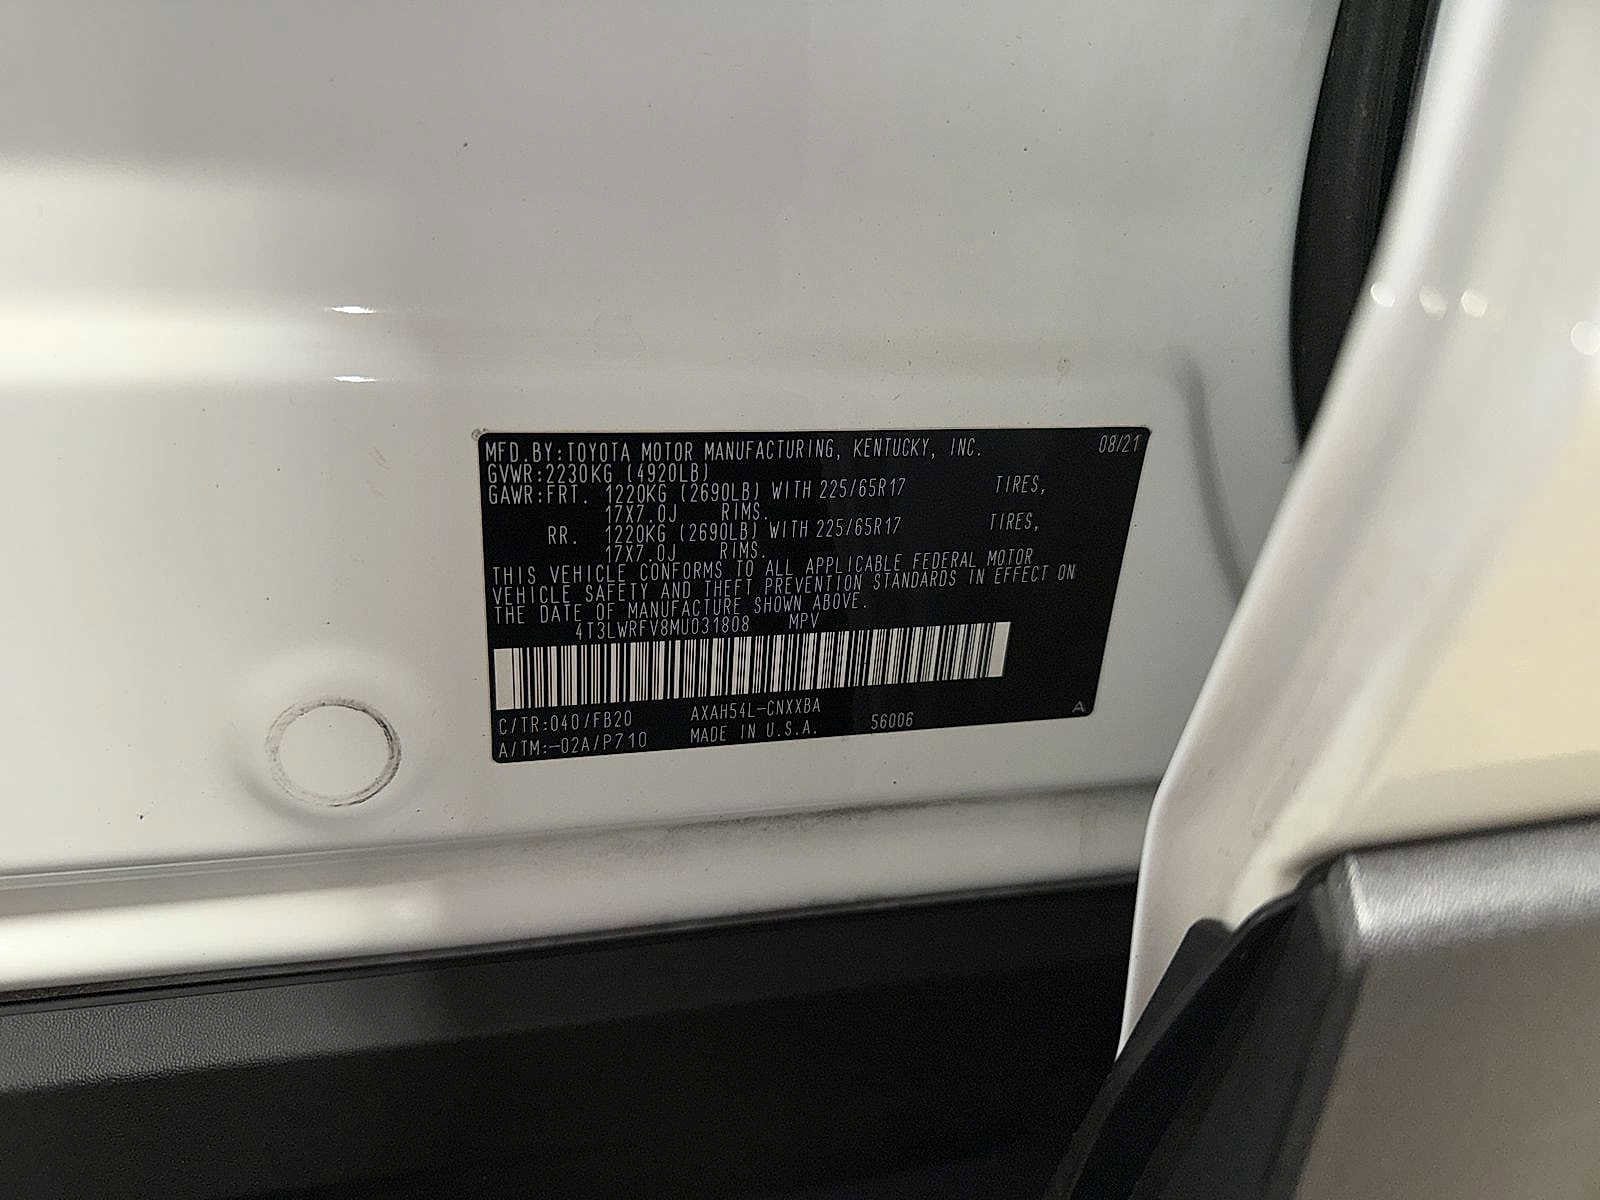 MFD.BY:TOYOTA MOTOR MANUFACTURING, KENTUCKY, INC. 08/21
GVWR:2230KG (4920LB)
GAWR:FRT. 1220KG (2690LB) WITH 225/65R17 TIRES,
17X7.0J RIMS.
RR. 1220KG (2690LB) WITH 225/65R17 TIRES,
17X7.0J RIMS.
THIS VEHICLE CONFORMS TO ALL APPLICABLE FEDERAL MOTOR
VEHICLE SAFETY AND THEFT PREVENTION STANDARDS IN EFFECT ON
THE DATE OF MANUFACTURE SHOWN ABOVE.
4T3LWRFV8MU031808 MPV
C/TR:040/FB20 AXAH54L-CNXXBA
A/TM:-02A/P710 MADE IN U.S.A. 56006 A